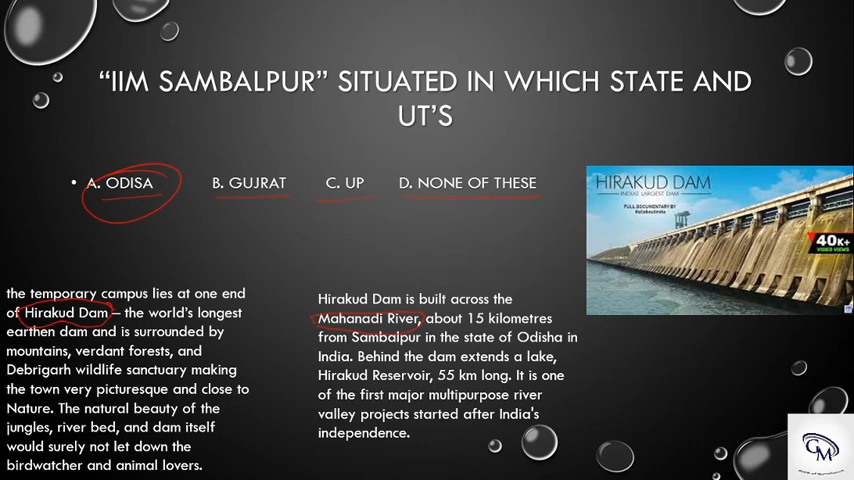 “IIM SAMBALPUR” SITUATED IN WHICH STATE AND
UT’S
• A. ODISA B. GUJRAT C. UP D. NONE OF THESE
HIRAKUD DAM
INDIAS LARGEST DAM
FULL DOCUMENTARY BY
#allaboutindia
40K+
VIDEO VIEWS
the temporary campus lies at one end
of Hirakud Dam – the world’s longest
earthen dam and is surrounded by
mountains, verdant forests, and
Debrigarh wildlife sanctuary making
the town very picturesque and close to
Nature. The natural beauty of the
jungles, river bed, and dam itself
would surely not let down the
birdwatcher and animal lovers.
Hirakud Dam is built across the
Mahanadi River, about 15 kilometres
from Sambalpur in the state of Odisha in
India. Behind the dam extends a lake,
Hirakud Reservoir, 55 km long. It is one
of the first major multipurpose river
valley projects started after India's
independence.
GM